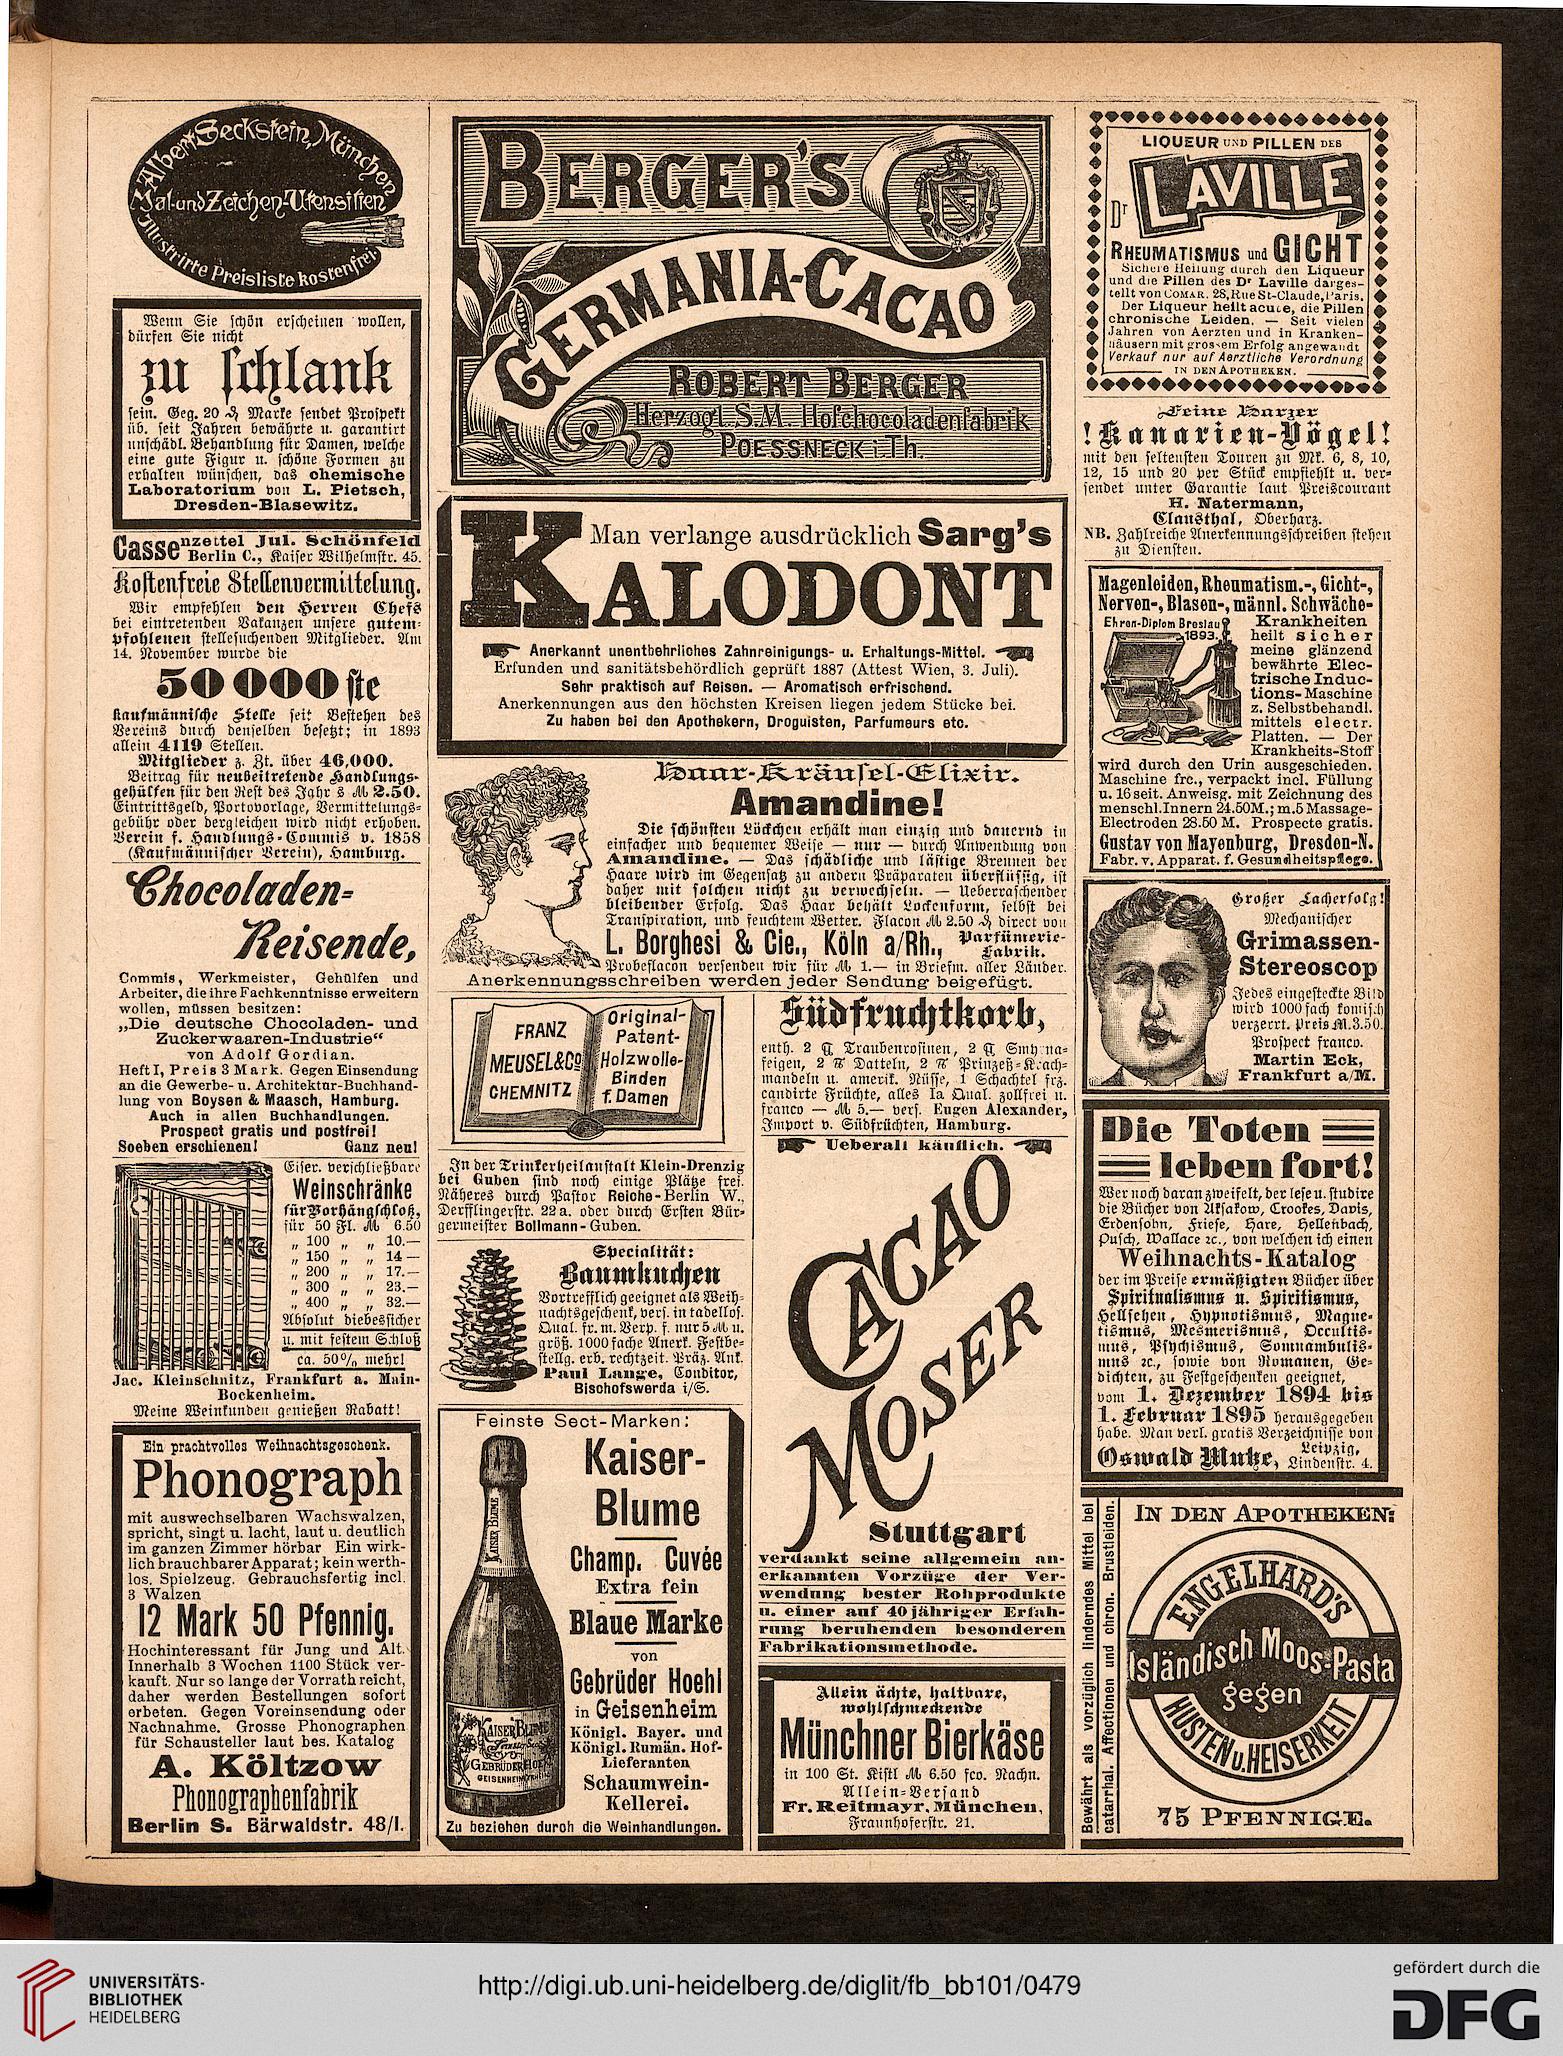 Albert Seckstein, München
Mal- und Zeichen-Utensilien
Illustrirte Preisliste kostenfrei.
Wenn Sie schön erscheinen wollen,
dürfen Sie nicht
zu schlank
sein. Geg. 20 ₰ Marke sendet Prospekt
üb. seit Jahren bewährte u. garantirt
unschädl. Behandlung für Damen, welche
eine gute Figur u. schöne Formen zu
erhalten wünschen, das chemische
Laboratorium von L. Pietsch,
Dresden-Blasewitz.
Cassenzettel Jul. Schönfeld
Berlin C., Kaiser Wilhelmstr. 45.
Kostenfreie Stellenvermittelung.
Wir empfehlen den Herren Chefs
bei eintretenden Vakanzen unsere gutem-
pfohlenen stellesuchenden Mitglieder. Am
14. November wurde die
50 000 ste
kaufmännische Stelle seit Bestehen des
Vereins durch denselben besetzt; in 1893
allein 4119 Stellen.
Mitglieder z. Zt. über 46,000.
Beitrag für neubeitretende Handlungs-
gehülfen für den Rest des Jahr s ℳ 2.50.
Eintrittsgeld, Portovorlage, Vermittelungs-
gebühr oder dergleichen wird nicht erhoben.
Verein f. Handlungs-Commis v. 1858
(Kaufmännischer Verein), Hamburg.
Chocoladen-
Reisende,
Commis, Werkmeister, Gehülfen und
Arbeiter, die ihre Fachkenntnisse erweitern
wollen, müssen besitzen:
„Die deutsche Chocoladen- und
Zuckerwaaren-Industrie“
von Adolf Gordian.
Heft I, Preis 3 Mark. Gegen Einsendung
an die Gewerbe- u. Architektur-Buchhand-
lung von Boysen & Maasch, Hamburg.
Auch in allen Buchhandlungen.
Prospect gratis und postfrei!
Soeben erschienen! Ganz neu!
Eiser. verschließbare
Weinschränke
für Vorhängschloß,
für 50 Fl. ℳ 6.50
„ 100 „ „ 10.—
„ 150 „ „ 14 —
„ 200 „ „ 17.—
„ 300 „ „ 23.—
„ 400 „ „ 32.—
Absolut diebessicher
u. mit festem Schloß
ca. 50% mehr!
Jac. Kleinschnitz, Frankfurt a. Main-
Bockenheim.
Meine Weinkunden genießen Rabatt!
Ein prachtvolles Weihnachtsgeschenk.
Phonograph
mit auswechselbaren Wachswalzen,
spricht, singt u. lacht, laut u. deutlich
im ganzen Zimmer hörbar Ein wirk-
lich brauchbarer Apparat; kein werth-
los. Spielzeug. Gebrauchsfertig incl.
3 Walzen
12 Mark 50 Pfennig.
Hochinteressant für Jung und Alt.
Innerhalb 3 Wochen 1100 Stück ver-
kauft. Nur so lange der Vorrath reicht,
daher werden Bestellungen sofort
erbeten. Gegen Voreinsendung oder
Nachnahme. Grosse Phonographen
für Schausteller laut bes. Katalog
A. Költzow
Phonographenfabrik
Berlin S. Bärwaldstr. 48/I.
BERGER'S
GERMANIA-CACAO
ROBERT BERGER
Herzogl. S.M. Hofchocoladenfabrik
POESSNECK i. Th.
Man verlange ausdrücklich Sarg's
KALODONT
Anerkannt unentbehrliches Zahnreinigungs- u. Erhaltungs-Mittel.
Erfunden und sanitätsbehördlich geprüft 1887 (Attest Wien, 3. Juli).
Sehr praktisch auf Reisen. — Aromatisch erfrischend.
Anerkennungen aus den höchsten Kreisen liegen jedem Stücke bei.
Zu haben bei den Apothekern, Droguisten, Parfumeurs etc.
Haar-Kräusel-Elixir.
Amandine!
Die schönsten Löckchen erhält man einzig und dauernd in
einfacher und bequemer Weise — nur — durch Anwendung von
Amandine. — Das schädliche und lästige Brennen der
Haare wird im Gegensatz zu andern Präparaten überflüssig, ist
daher mit solchen nicht zu verwechseln. — Ueberraschender
bleibender Erfolg. Das Haar behält Lockenform, selbst bei
Transpiration, und feuchtem Wetter. Flacon ℳ 2.50 ₰ direct von
L. Borghesi & Cie., Köln a/Rh., Parfümerie-Fabrik.
Probeflacon versenden wir für ℳ 1.— in Briefm. aller Länder.
Anerkennungsschreiben werden jeder Sendung beigefügt.
FRANZ
MEUSEL & Co
CHEMNITZ
Original-
Patent-
Holzwolle-
Binden
f. Damen
In der Trinkerheilanstalt Klein-Drenzig
bei Guben sind noch einige Plätze frei.
Näheres durch Pastor Reiche-Berlin W.,
Derfflingerstr. 22a. oder durch Ersten Bür-
germeister Bollmann-Guben.
Specialität:
Baumkuchen
Vortrefflich geeignet als Weih-
nachtsgeschenk, vers. in tadellos.
Qual. fr. m. Verp. f. nur 5 ℳ u.
größ. 1000fache Anerk. Festbe-
stellg. erb. rechtzeit. Präz. Ank.
Paul Lange, Conditor,
Bischofswerda i/S.
Feinste Sect-Marken:
Kaiser-
Blume
Champ. Cuvée
Extra fein
Blaue Marke
von
Gebrüder Hoehl
in Geisenheim
Königl. Bayer. und
Königl. Rumän. Hof-
Lieferanten
Schaumwein-
Kellerei.
KAISER BLUME
KAISER BLUME
GEBRÜDER HOEHL
GEISENHEIM
Zu beziehen durch die Weinhandlungen.
Südfruchtkorb,
enth. 2 ℔ Traubenrosinen, 2 ℔ Smyrna-
feigen, 2 ℔ Datteln, 2 ℔ Prinzeß-Krach-
mandeln u. amerik. Nüsse, 1 Schachtel frz.
candirte Früchte, alles Ia Qual. zollfrei u.
franco — ℳ 5.— vers. Eugen Alexander,
Import v. Südfrüchten, Hamburg.
Ueberall käuflich.
CACAO
MOSER
Stuttgart
verdankt seine allgemein an-
erkannten Vorzüge der Ver-
wendung bester Rohprodukte
u. einer auf 40jähriger Erfah-
rung beruhenden besonderen
Fabrikationsmethode.
Allein ächte, haltbare,
wohlschmeckende
Münchner Bierkäse
in 100 St. Kistl ℳ 6.50 fco. Nachn.
Allein-Versand
Fr. Reitmayr, München,
Fraunhoferstr. 21.
LIQUEUR UND PILLEN DES
Dr LAVILLE
RHEUMATISMUS und GICHT
Sichere Heilung durch den Liqueur
und die Pillen des Dr Laville darges-
tellt von COMAR. 28, Rue St-Claude, Paris.
Der Liqueur heilt acute, die Pillen
chronische Leiden. — Seit vielen
Jahren von Aerzten und in Kranken-
häusern mit grossem Erfolg angewandt
Verkauf nur auf Aerztliche Verordnung
IN DEN APOTHEKEN.
Feine Harzer
! Kanarien-Vögel!
mit den seltensten Touren zu Mk. 6, 8, 10,
12, 15 und 20 per Stück empfiehlt u. ver-
sendet unter Garantie laut Preiscourant
H. Natermann,
Clausthal, Oberharz.
NB. Zahlreiche Anerkennungsschreiben stehen
zu Diensten.
Magenleiden, Rheumatism.-, Gicht-,
Nerven-, Blasen-, männl. Schwäche-
Ehren-Diplom Breslau
1893.
Krankheiten
heilt sicher
meine glänzend
bewährte Elec-
trische Induc-
tions-Maschine
z. Selbstbehandl.
mittels electr.
Platten. — Der
Krankheits-Stoff
wird durch den Urin ausgeschieden.
Maschine frc., verpackt incl. Füllung
u. 16 seit. Anweisg. mit Zeichnung des
menschl. Innern 24.50 M.; m. 5 Massage-
Electroden 28.50 M. Prospecte gratis.
Gustav von Mayenburg, Dresden-N.
Fabr. v. Apparat. f. Gesundheitspflege.
Großer Lacherfolg!
Mechanischer
Grimassen-
Stereoscop
Jedes eingesteckte Bild
wird 1000fach komisch
verzerrt. Preis M. 3.50.
Prospect franco.
Martin Eck,
Frankfurt a/M.
Die Toten
leben fort!
Wer noch daran zweifelt, der lese u. studire
die Bücher von Aksakow, Crookes, Davis,
Erdensohn, Friese, Hare, Hellenbach,
Pusch, Wallace ꝛc., von welchen ich einen
Weihnachts-Katalog
der im Preise ermäßigten Bücher über
Spiritualismus u. Spiritismus,
Hellsehen, Hypnotismus, Magne-
tismus, Mesmerismus, Occultis-
mus, Psychismus, Somnambulis-
mus ꝛc., sowie von Romanen, Ge-
dichten, zu Festgeschenken geeignet,
vom 1. Dezember 1894 bis
1. Februar 1895 herausgegeben
habe. Man verl. gratis Verzeichnisse von
Oswald Mutze, Leipzig, Lindenstr. 4.
Bewährt als vorzüglich linderndes Mittel bei
catarrhal. Affectionen und chron. Brustleiden.
IN DEN APOTHEKEN:
ENGELHARD'S
Isländisch Moos-Pasta
gegen
HUSTEN u. HEISERKEIT
75 PFENNIGE.
UNIVERSITÄTS-
BIBLIOTHEK
HEIDELBERG
http://digi.ub.uni-heidelberg.de/diglit/fb_bb101/0479
gefördert durch die
DFG